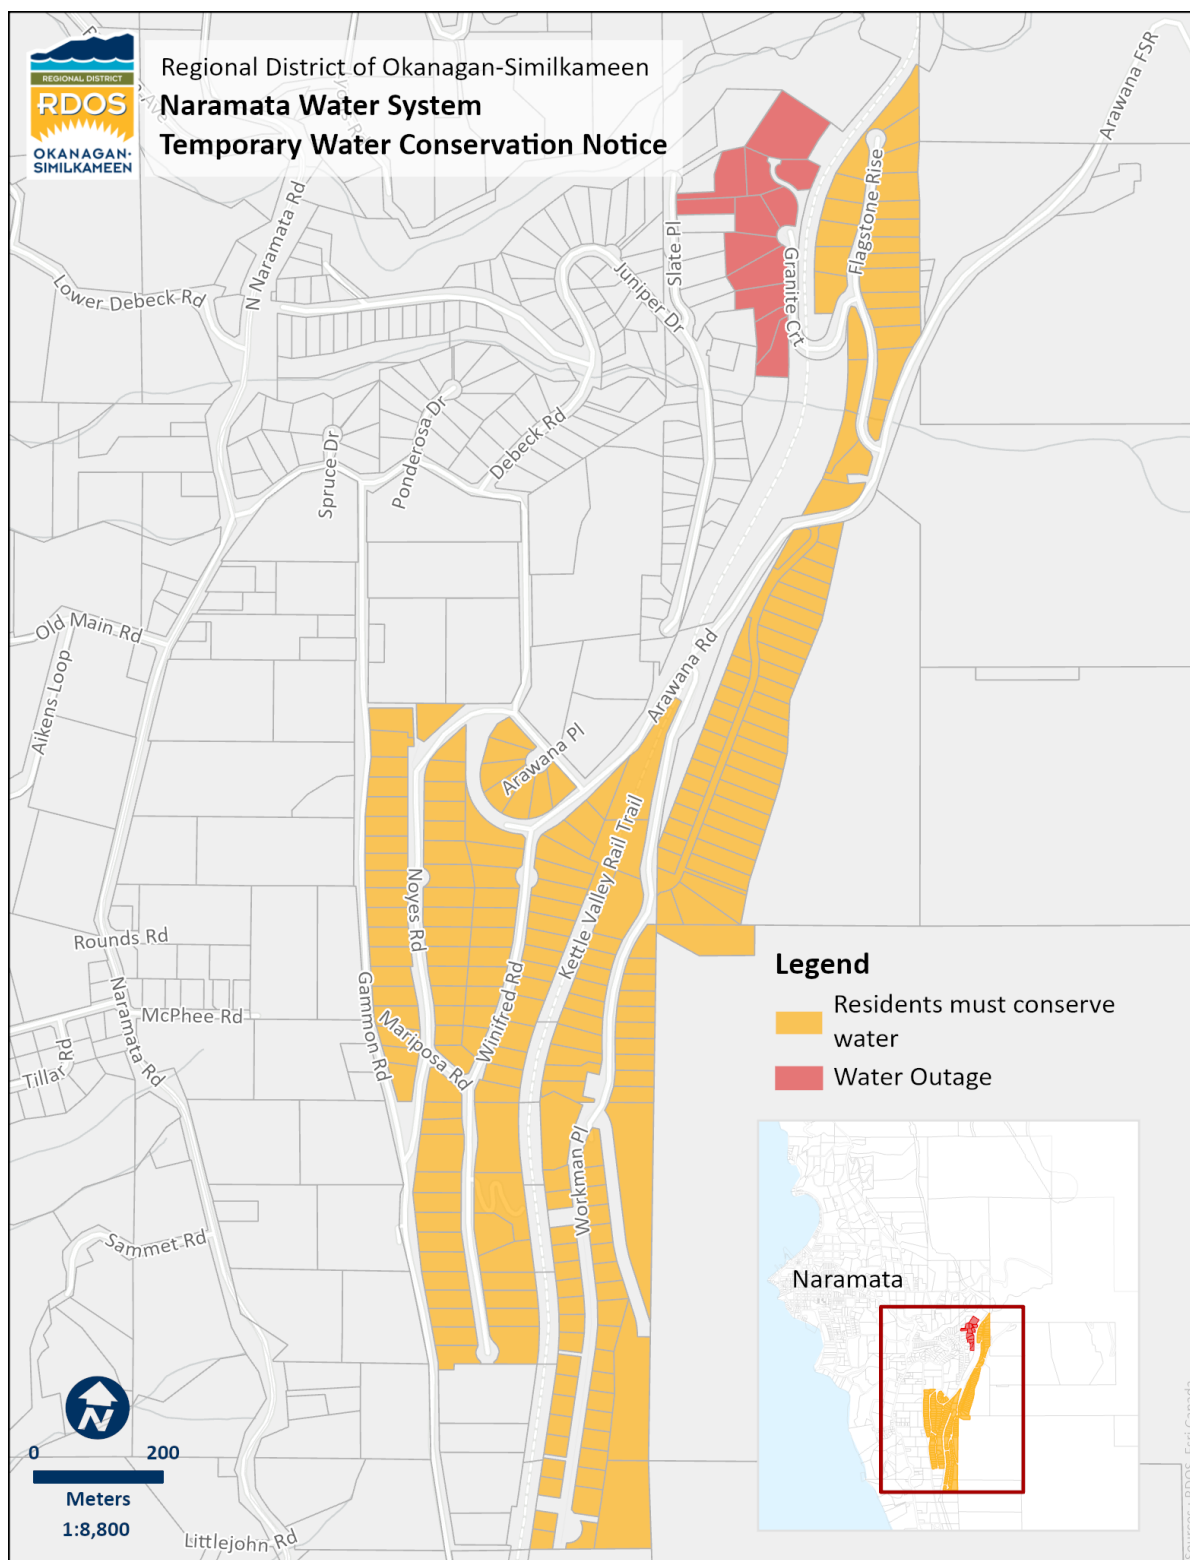 REGIONAL DISTRICT
RDOS
OKANAGAN-
SIMILKAMEEN
Regional District of Okanagan-Similkameen
Naramata Water System
Temporary Water Conservation Notice
Arawana FSR
Flagstone Rise
N Naramata Rd
Lower Debeck Rd
Slate Pl
Juniper Dr
Granite Crt
Ponderosa Dr
Debeck Rd
Spruce Dr
Old Main Rd
Aikens Loop
Arawana Rd
Arawana Pl
Kettle Valley Rail Trail
Noyes Rd
Rounds Rd
Winifred Rd
Gammon Rd
Naramata Rd
McPhee Rd
Mariposa Rd
Tillar Rd
Workman Pl
Sammet Rd
Littlejohn Rd
Legend
Residents must conserve
water
Water Outage
Naramata
N
0 200
Meters
1:8,800
Sources: RDOS, Esri Canada